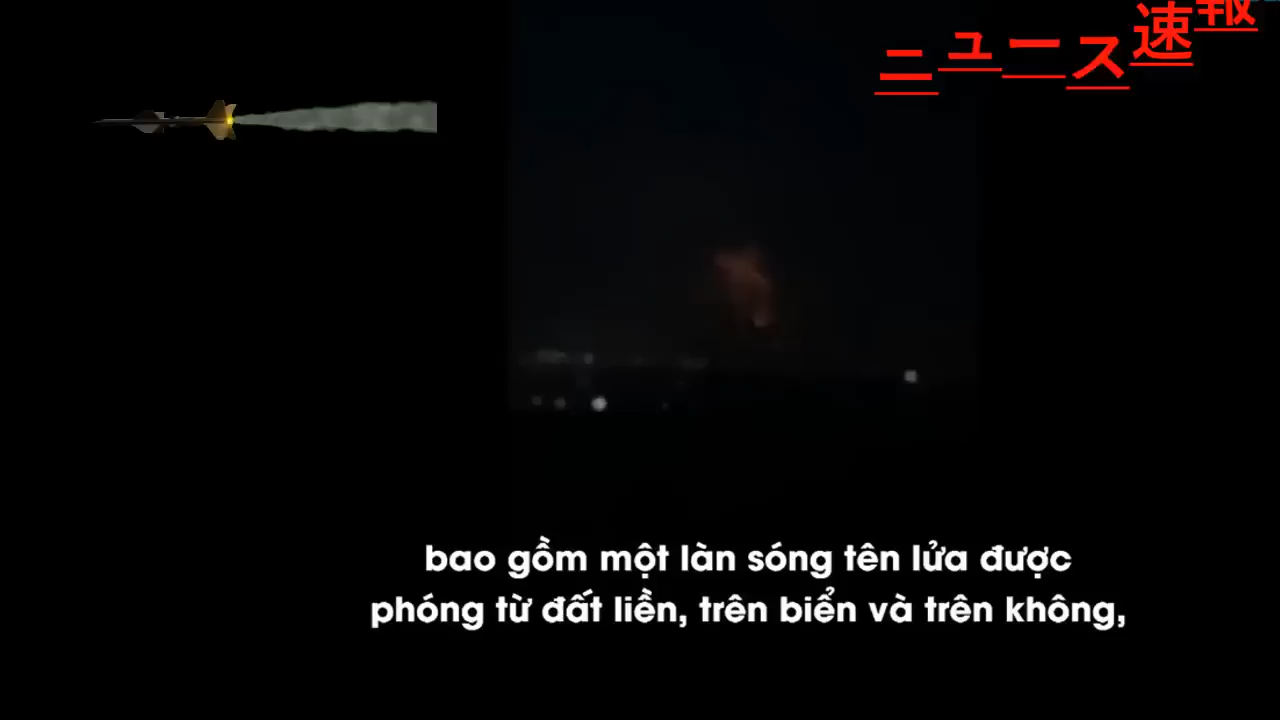 ニュース速報
bao gồm một làn sóng tên lửa được
phóng từ đất liền, trên biển và trên không,